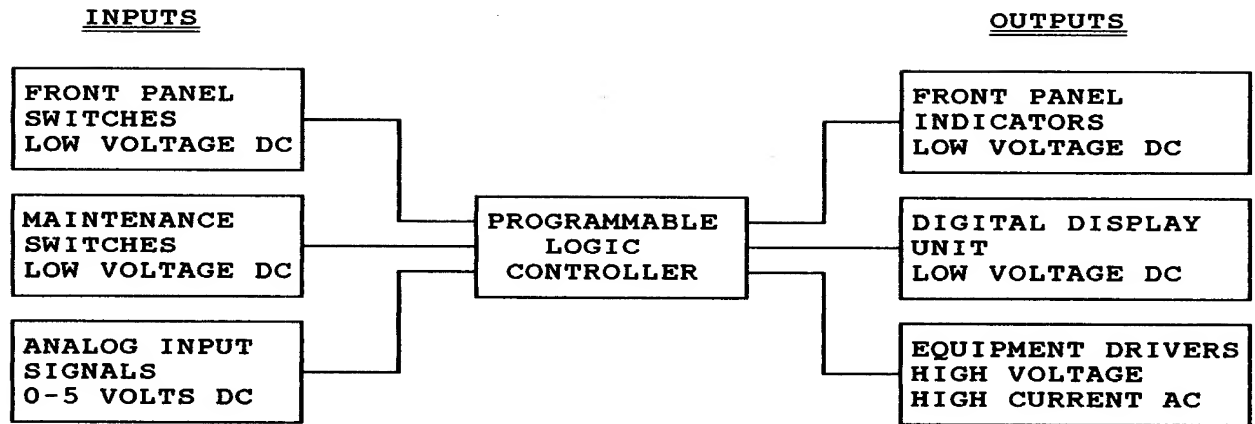 INPUTS
OUTPUTS
FRONT PANEL
SWITCHES
LOW VOLTAGE DC
MAINTENANCE
SWITCHES
LOW VOLTAGE DC
ANALOG INPUT
SIGNALS
0-5 VOLTS DC
PROGRAMMABLE
LOGIC
CONTROLLER
FRONT PANEL
INDICATORS
LOW VOLTAGE DC
DIGITAL DISPLAY
UNIT
LOW VOLTAGE DC
EQUIPMENT DRIVERS
HIGH VOLTAGE
HIGH CURRENT AC